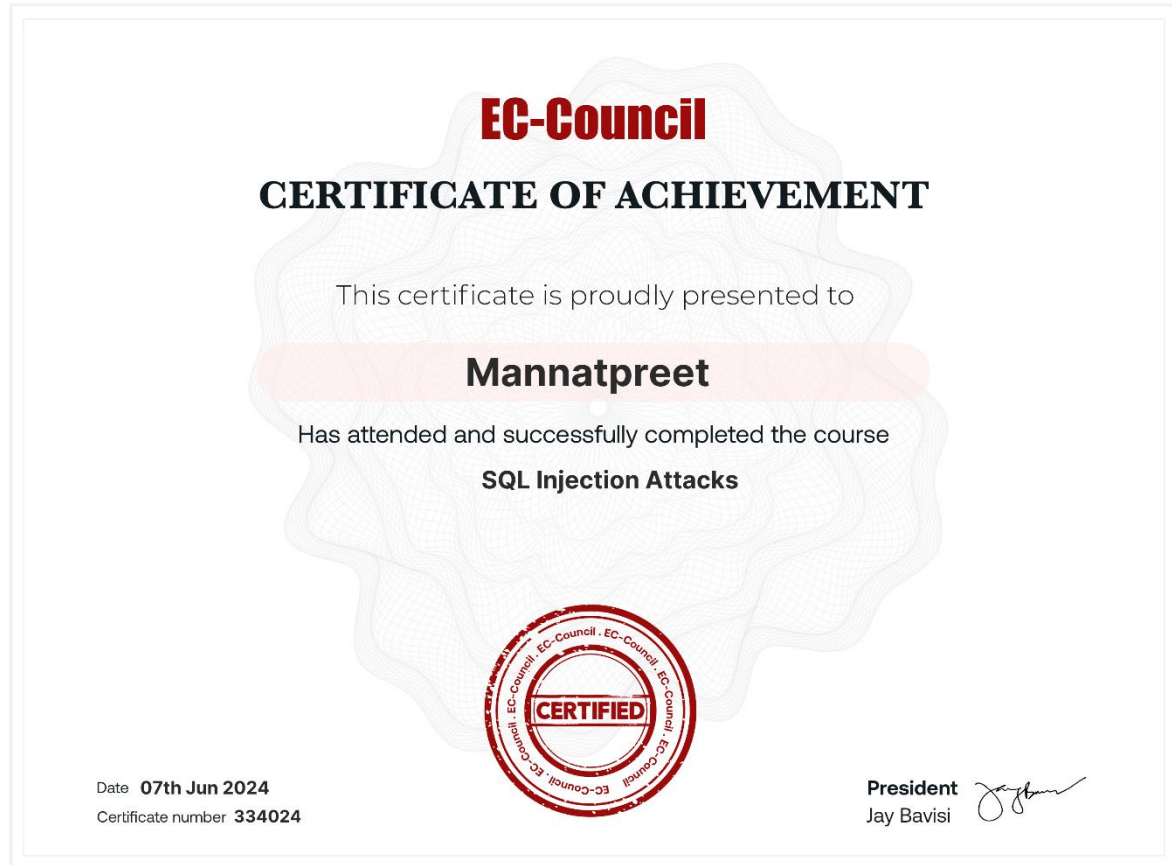 EC-Council
CERTIFICATE OF ACHIEVEMENT
This certificate is proudly presented to
Mannatpreet
Has attended and successfully completed the course
SQL Injection Attacks
EC-Council . EC-Council . EC-Council . EC-Council . EC-Council . EC-Council .
CERTIFIED
Date 07th Jun 2024
Certificate number 334024
President
Jay Bavisi